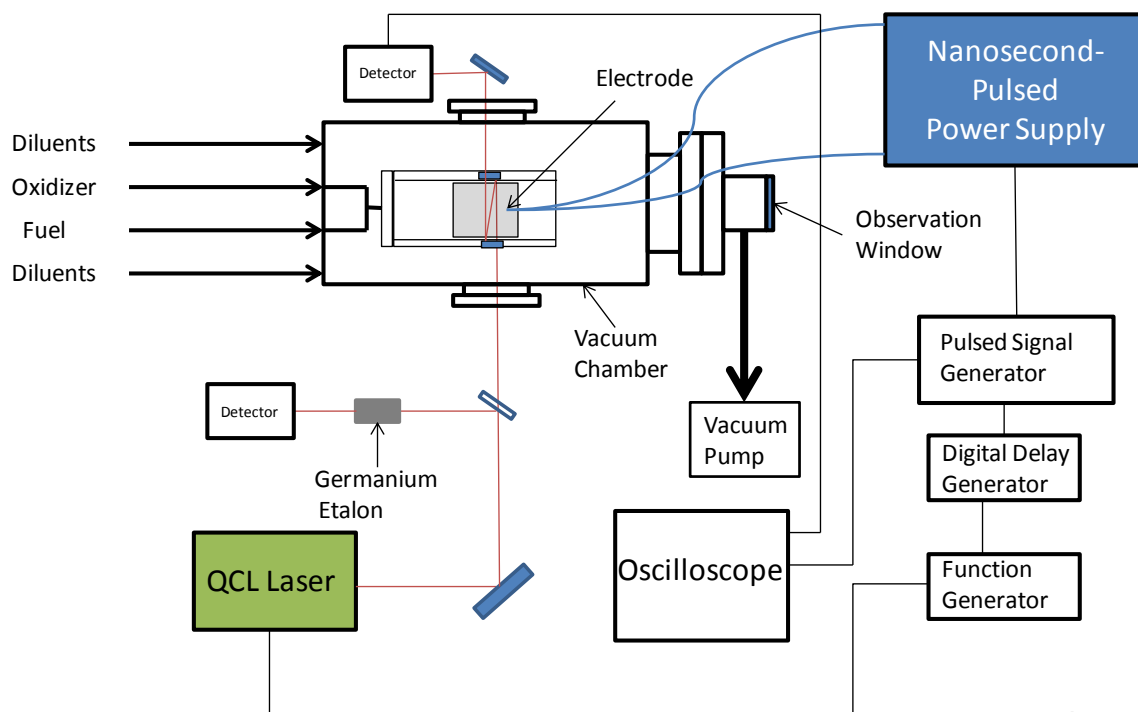 Detector
Electrode
Nanosecond-
Pulsed
Power Supply
Diluents
Oxidizer
Fuel
Diluents
Observation
Window
Vacuum
Chamber
Pulsed Signal
Generator
Detector
Vacuum
Pump
Digital Delay
Generator
Germanium
Etalon
QCL Laser
Oscilloscope
Function
Generator